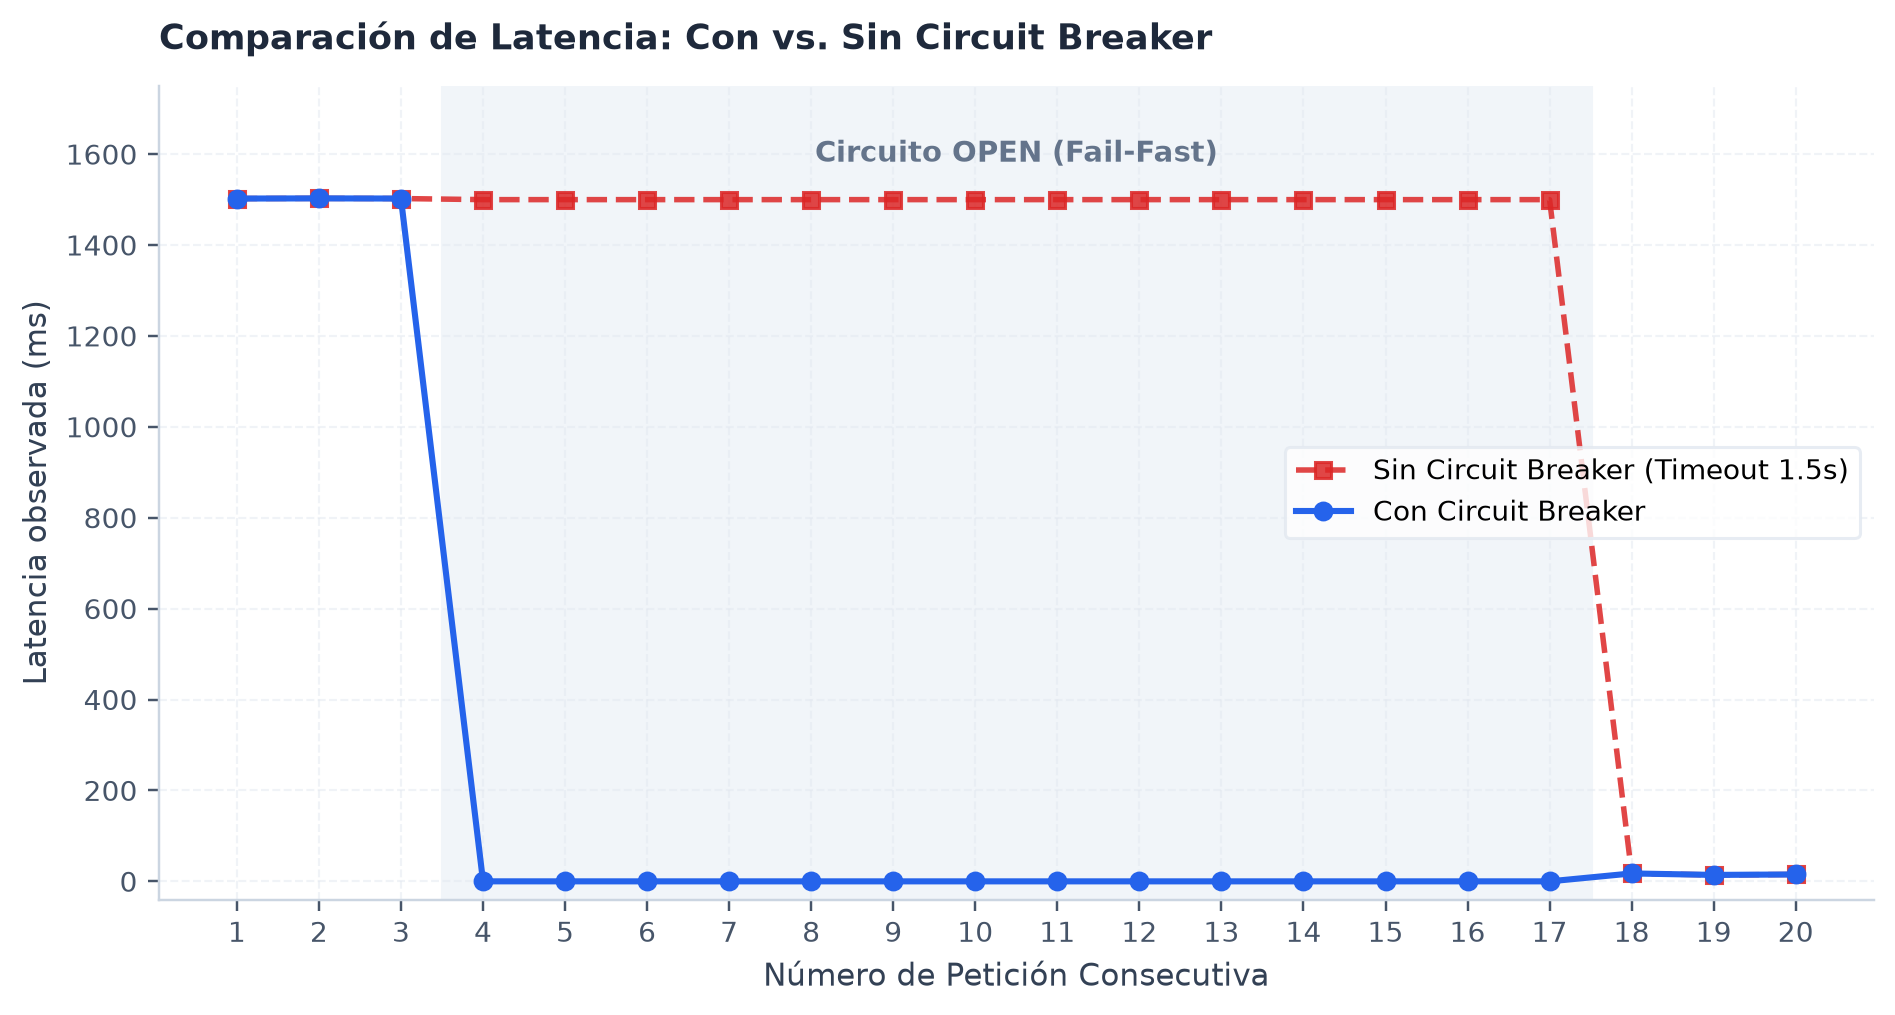 Comparación de Latencia: Con vs. Sin Circuit Breaker
Circuito OPEN (Fail-Fast)
Latencia observada (ms)
1600
1400
1200
1000
800
600
400
200
0
Sin Circuit Breaker (Timeout 1.5s)
Con Circuit Breaker
1 2 3 4 5 6 7 8 9 10 11 12 13 14 15 16 17 18 19 20
Número de Petición Consecutiva